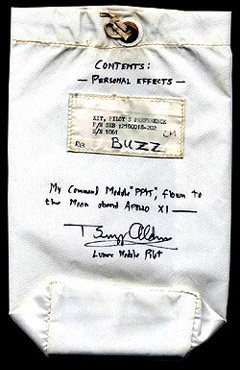 CONTENTS:
— PERSONAL EFFECTS —
KIT, PILOT'S PREFERENCE
P/N SEB 12100018-202
S/N 1061 CM
FOR: BUZZ
My Command Module "PPK", flown to
the Moon aboard APOLLO XI —
Buzz Aldrin
Lunar Module Pilot